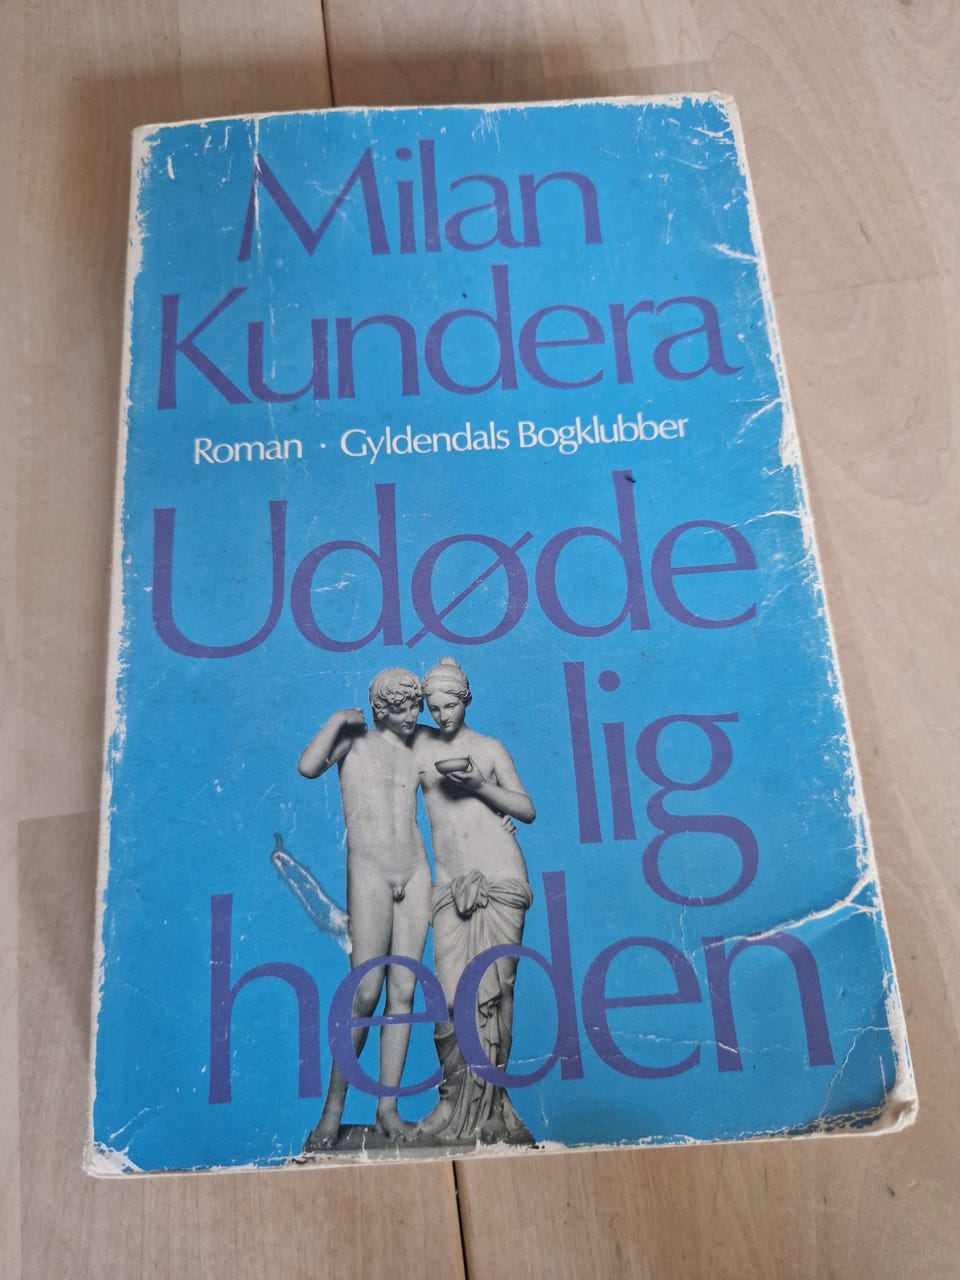 Milan
Kundera
Roman · Gyldendals Bogklubber
Udøde
lig
heden